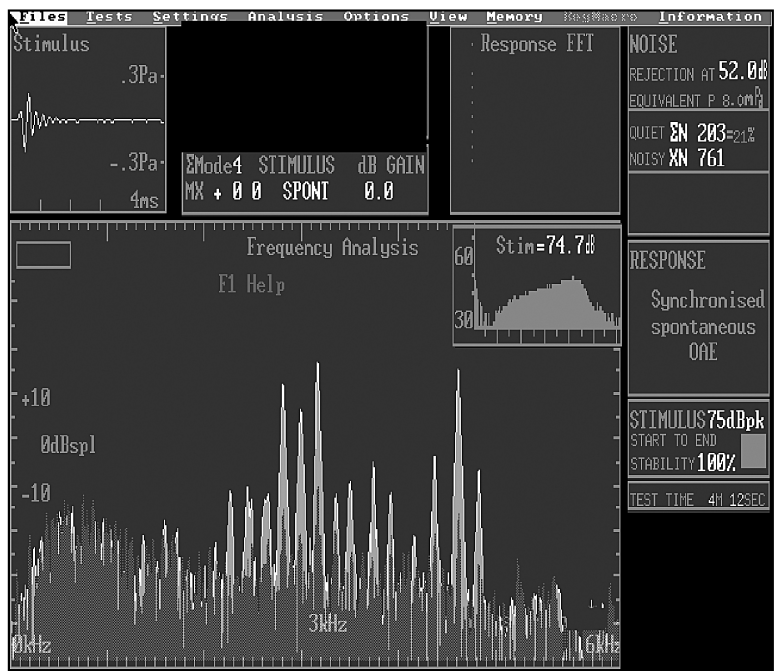 Files Tests Settings Analysis Options View Memory KeyMacro Information
Stimulus
.3Pa
-.3Pa
4ms
ΣMode4 STIMULUS dB GAIN
MX + 0 0 SPONT 0.0
Response FFT
NOISE
REJECTION AT 52.0dB
EQUIVALENT P 8.0mPa
QUIET ΣN 203=21%
NOISY XN 761
Frequency Analysis
F1 Help
Stim=74.7dB
60
30
+10
0dBspl
-10
0kHz
3kHz
6kHz
RESPONSE
Synchronised
spontaneous
OAE
STIMULUS 75dBpk
START TO END
STABILITY 100%
TEST TIME 4M 12SEC